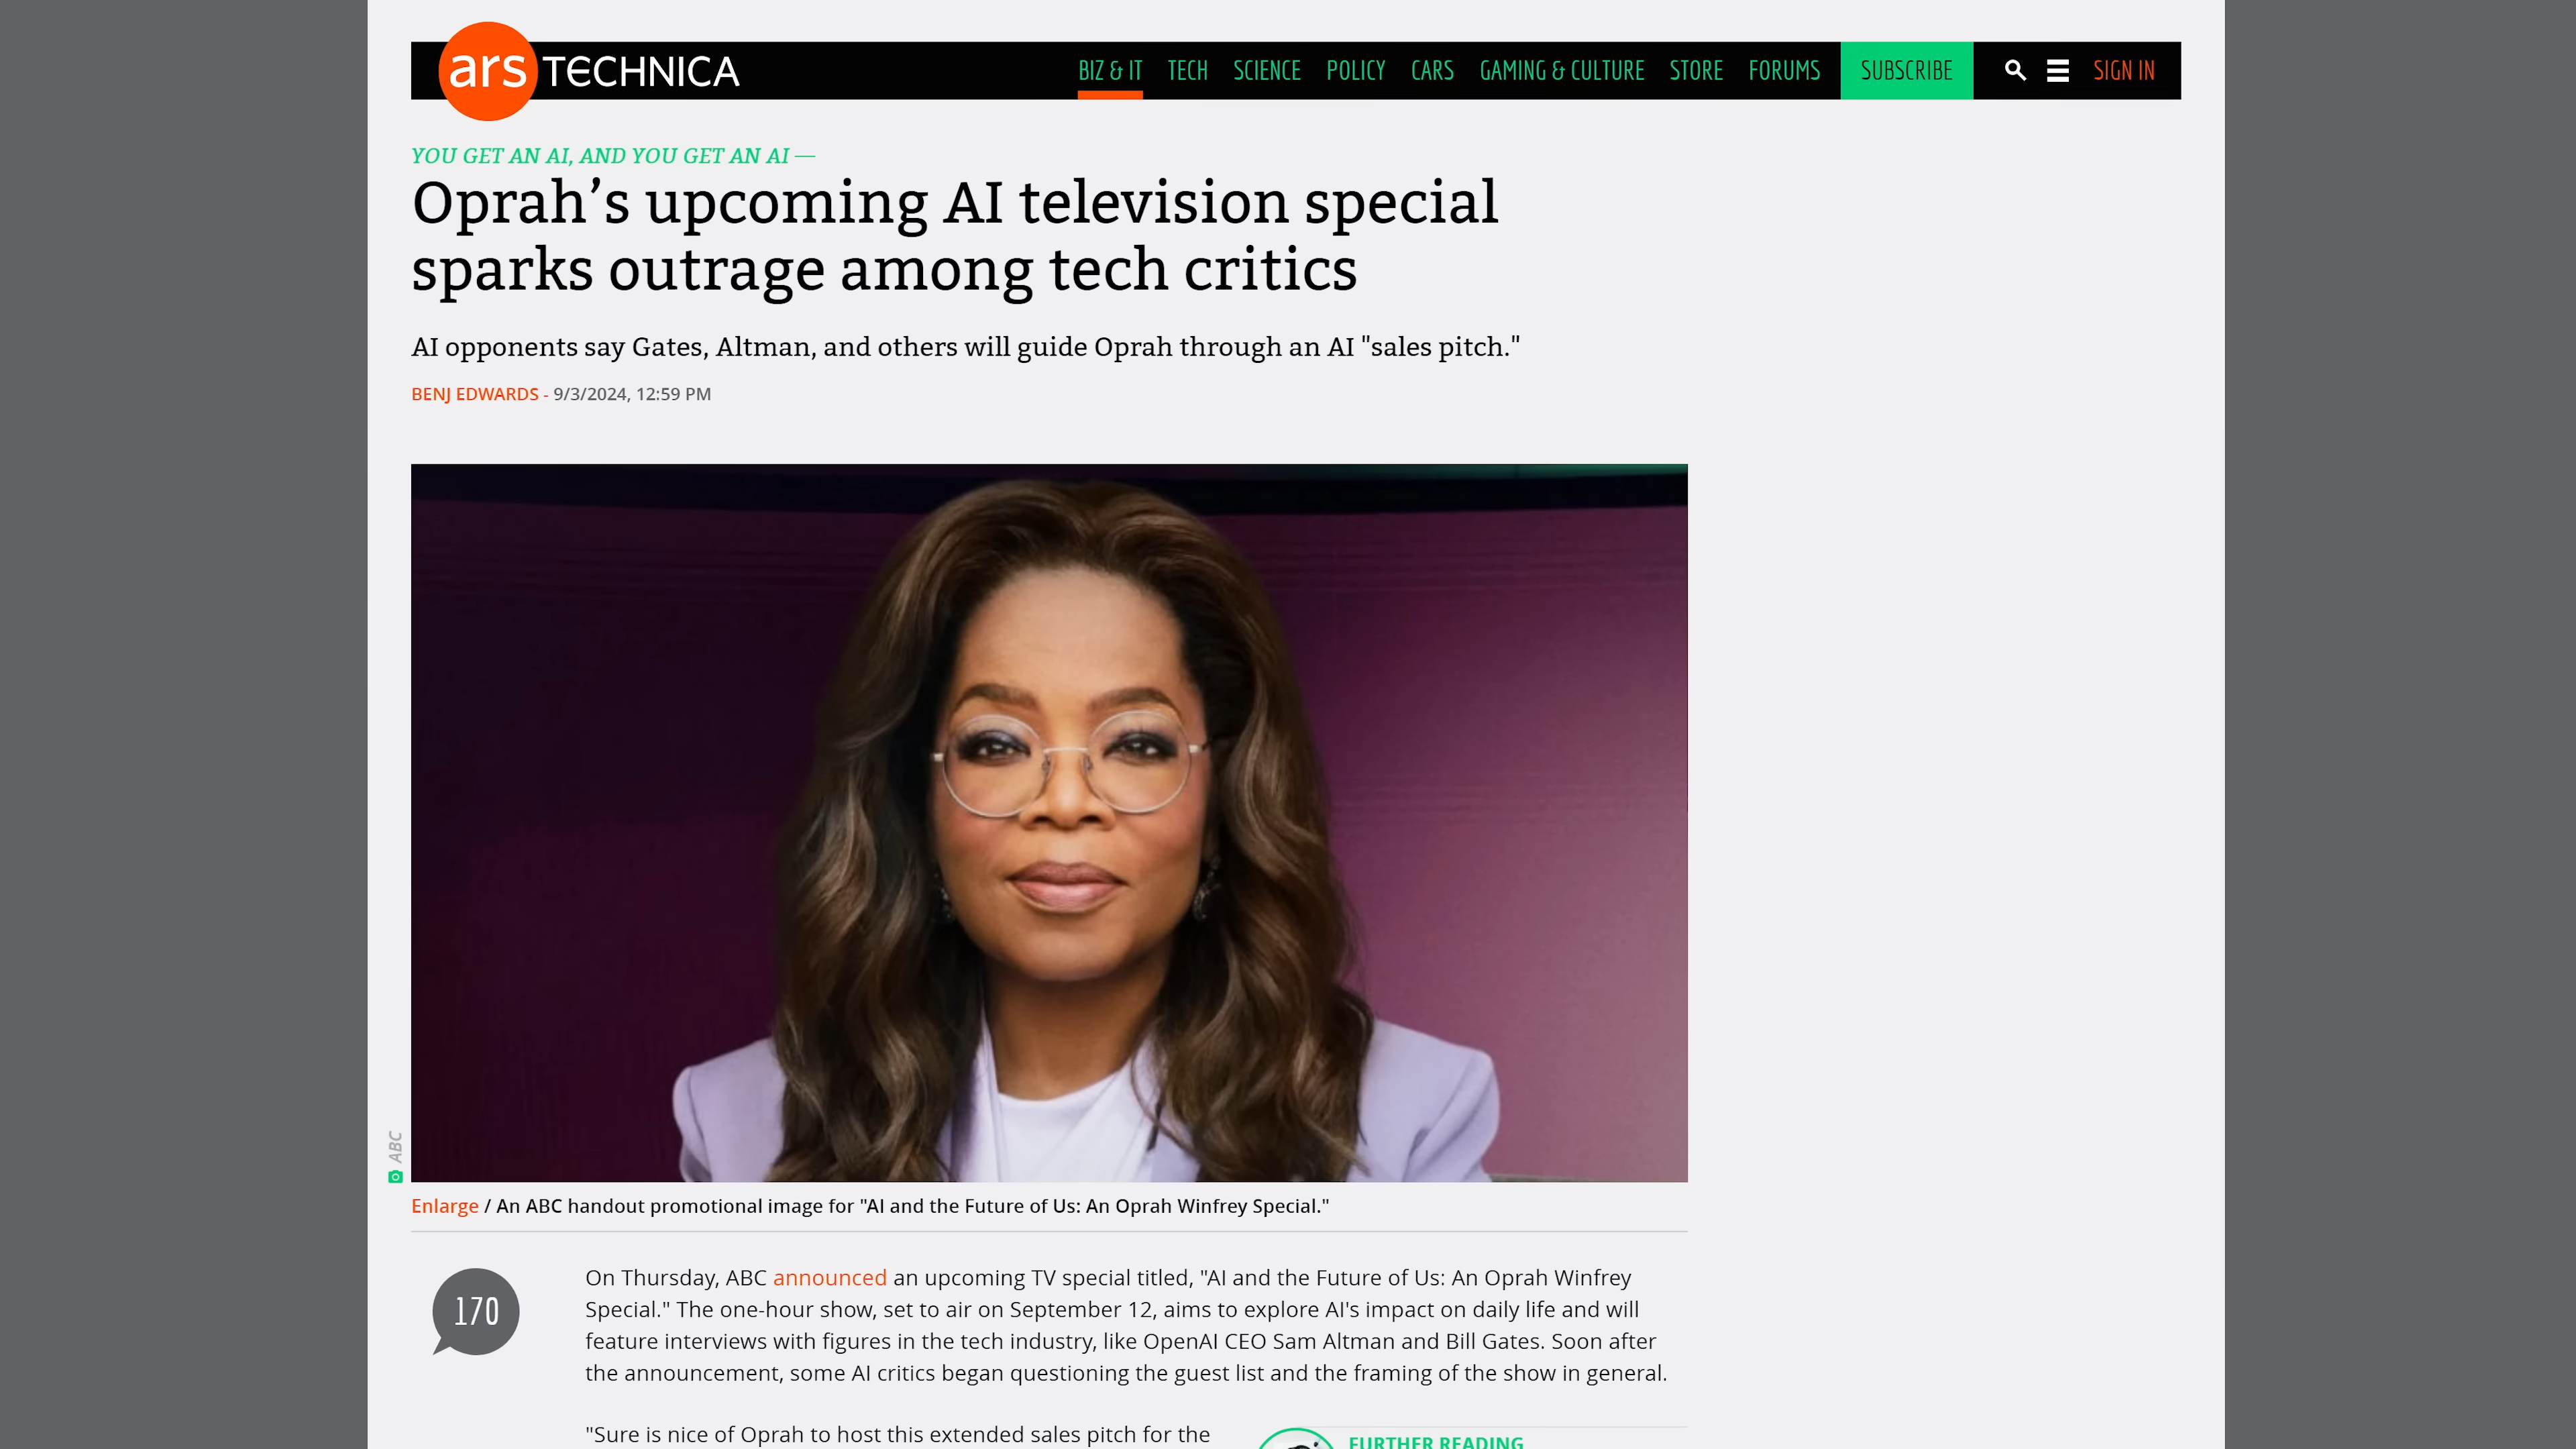 ars TECHNICA
BIZ & IT TECH SCIENCE POLICY CARS GAMING & CULTURE STORE FORUMS SUBSCRIBE SIGN IN
YOU GET AN AI, AND YOU GET AN AI —
Oprah’s upcoming AI television special
sparks outrage among tech critics
AI opponents say Gates, Altman, and others will guide Oprah through an AI "sales pitch."
BENJ EDWARDS - 9/3/2024, 12:59 PM
ABC
Enlarge / An ABC handout promotional image for "AI and the Future of Us: An Oprah Winfrey Special."
170
On Thursday, ABC announced an upcoming TV special titled, "AI and the Future of Us: An Oprah Winfrey
Special." The one-hour show, set to air on September 12, aims to explore AI's impact on daily life and will
feature interviews with figures in the tech industry, like OpenAI CEO Sam Altman and Bill Gates. Soon after
the announcement, some AI critics began questioning the guest list and the framing of the show in general.
"Sure is nice of Oprah to host this extended sales pitch for the
FURTHER READING